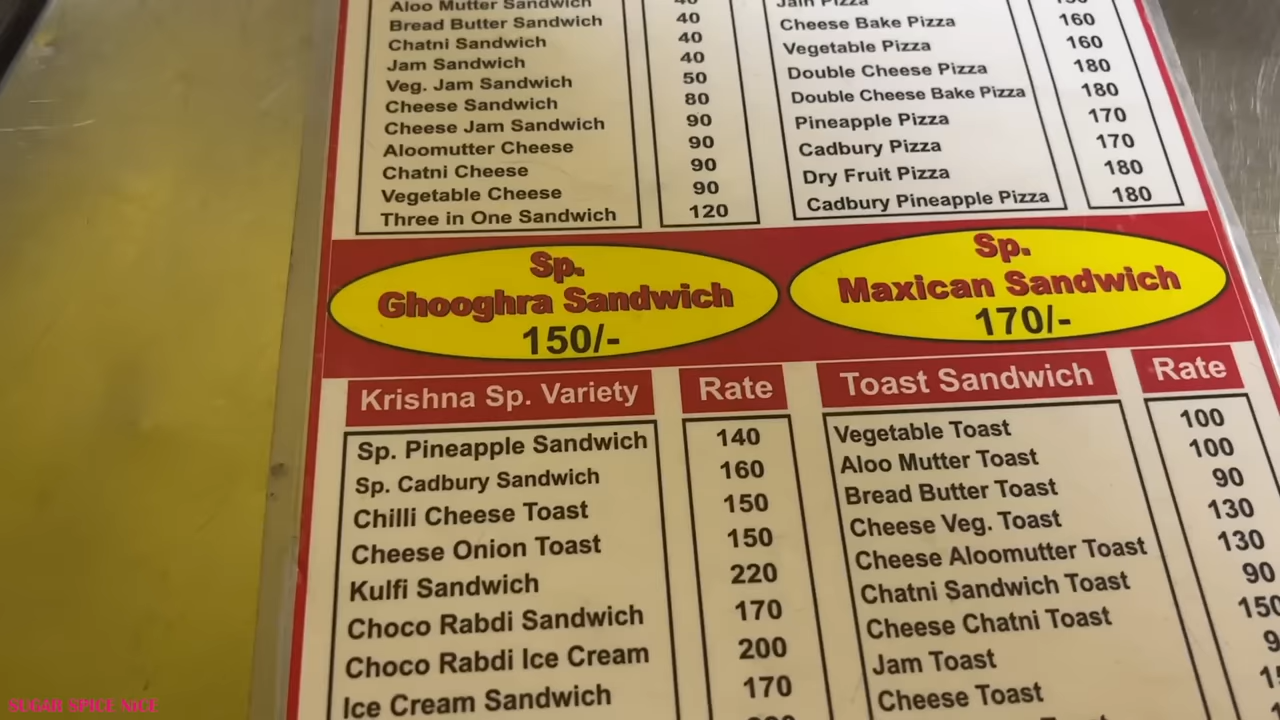 Aloo Mutter Sandwich 40
Bread Butter Sandwich 40
Chatni Sandwich 40
Jam Sandwich 40
Veg. Jam Sandwich 50
Cheese Sandwich 80
Cheese Jam Sandwich 90
Aloomutter Cheese 90
Chatni Cheese 90
Vegetable Cheese 90
Three in One Sandwich 120
Jain Pizza
Cheese Bake Pizza 160
Vegetable Pizza 160
Double Cheese Pizza 180
Double Cheese Bake Pizza 180
Pineapple Pizza 170
Cadbury Pizza 170
Dry Fruit Pizza 180
Cadbury Pineapple Pizza 180
Sp.
Ghooghra Sandwich
150/-
Sp.
Maxican Sandwich
170/-
Krishna Sp. Variety Rate
Sp. Pineapple Sandwich 140
Sp. Cadbury Sandwich 160
Chilli Cheese Toast 150
Cheese Onion Toast 150
Kulfi Sandwich 220
Choco Rabdi Sandwich 170
Choco Rabdi Ice Cream 200
Ice Cream Sandwich 170
Toast Sandwich Rate
Vegetable Toast 100
Aloo Mutter Toast 100
Bread Butter Toast 90
Cheese Veg. Toast 130
Cheese Aloomutter Toast 130
Chatni Sandwich Toast 90
Cheese Chatni Toast 150
Jam Toast
Cheese Toast
SUGAR SPICE NICE